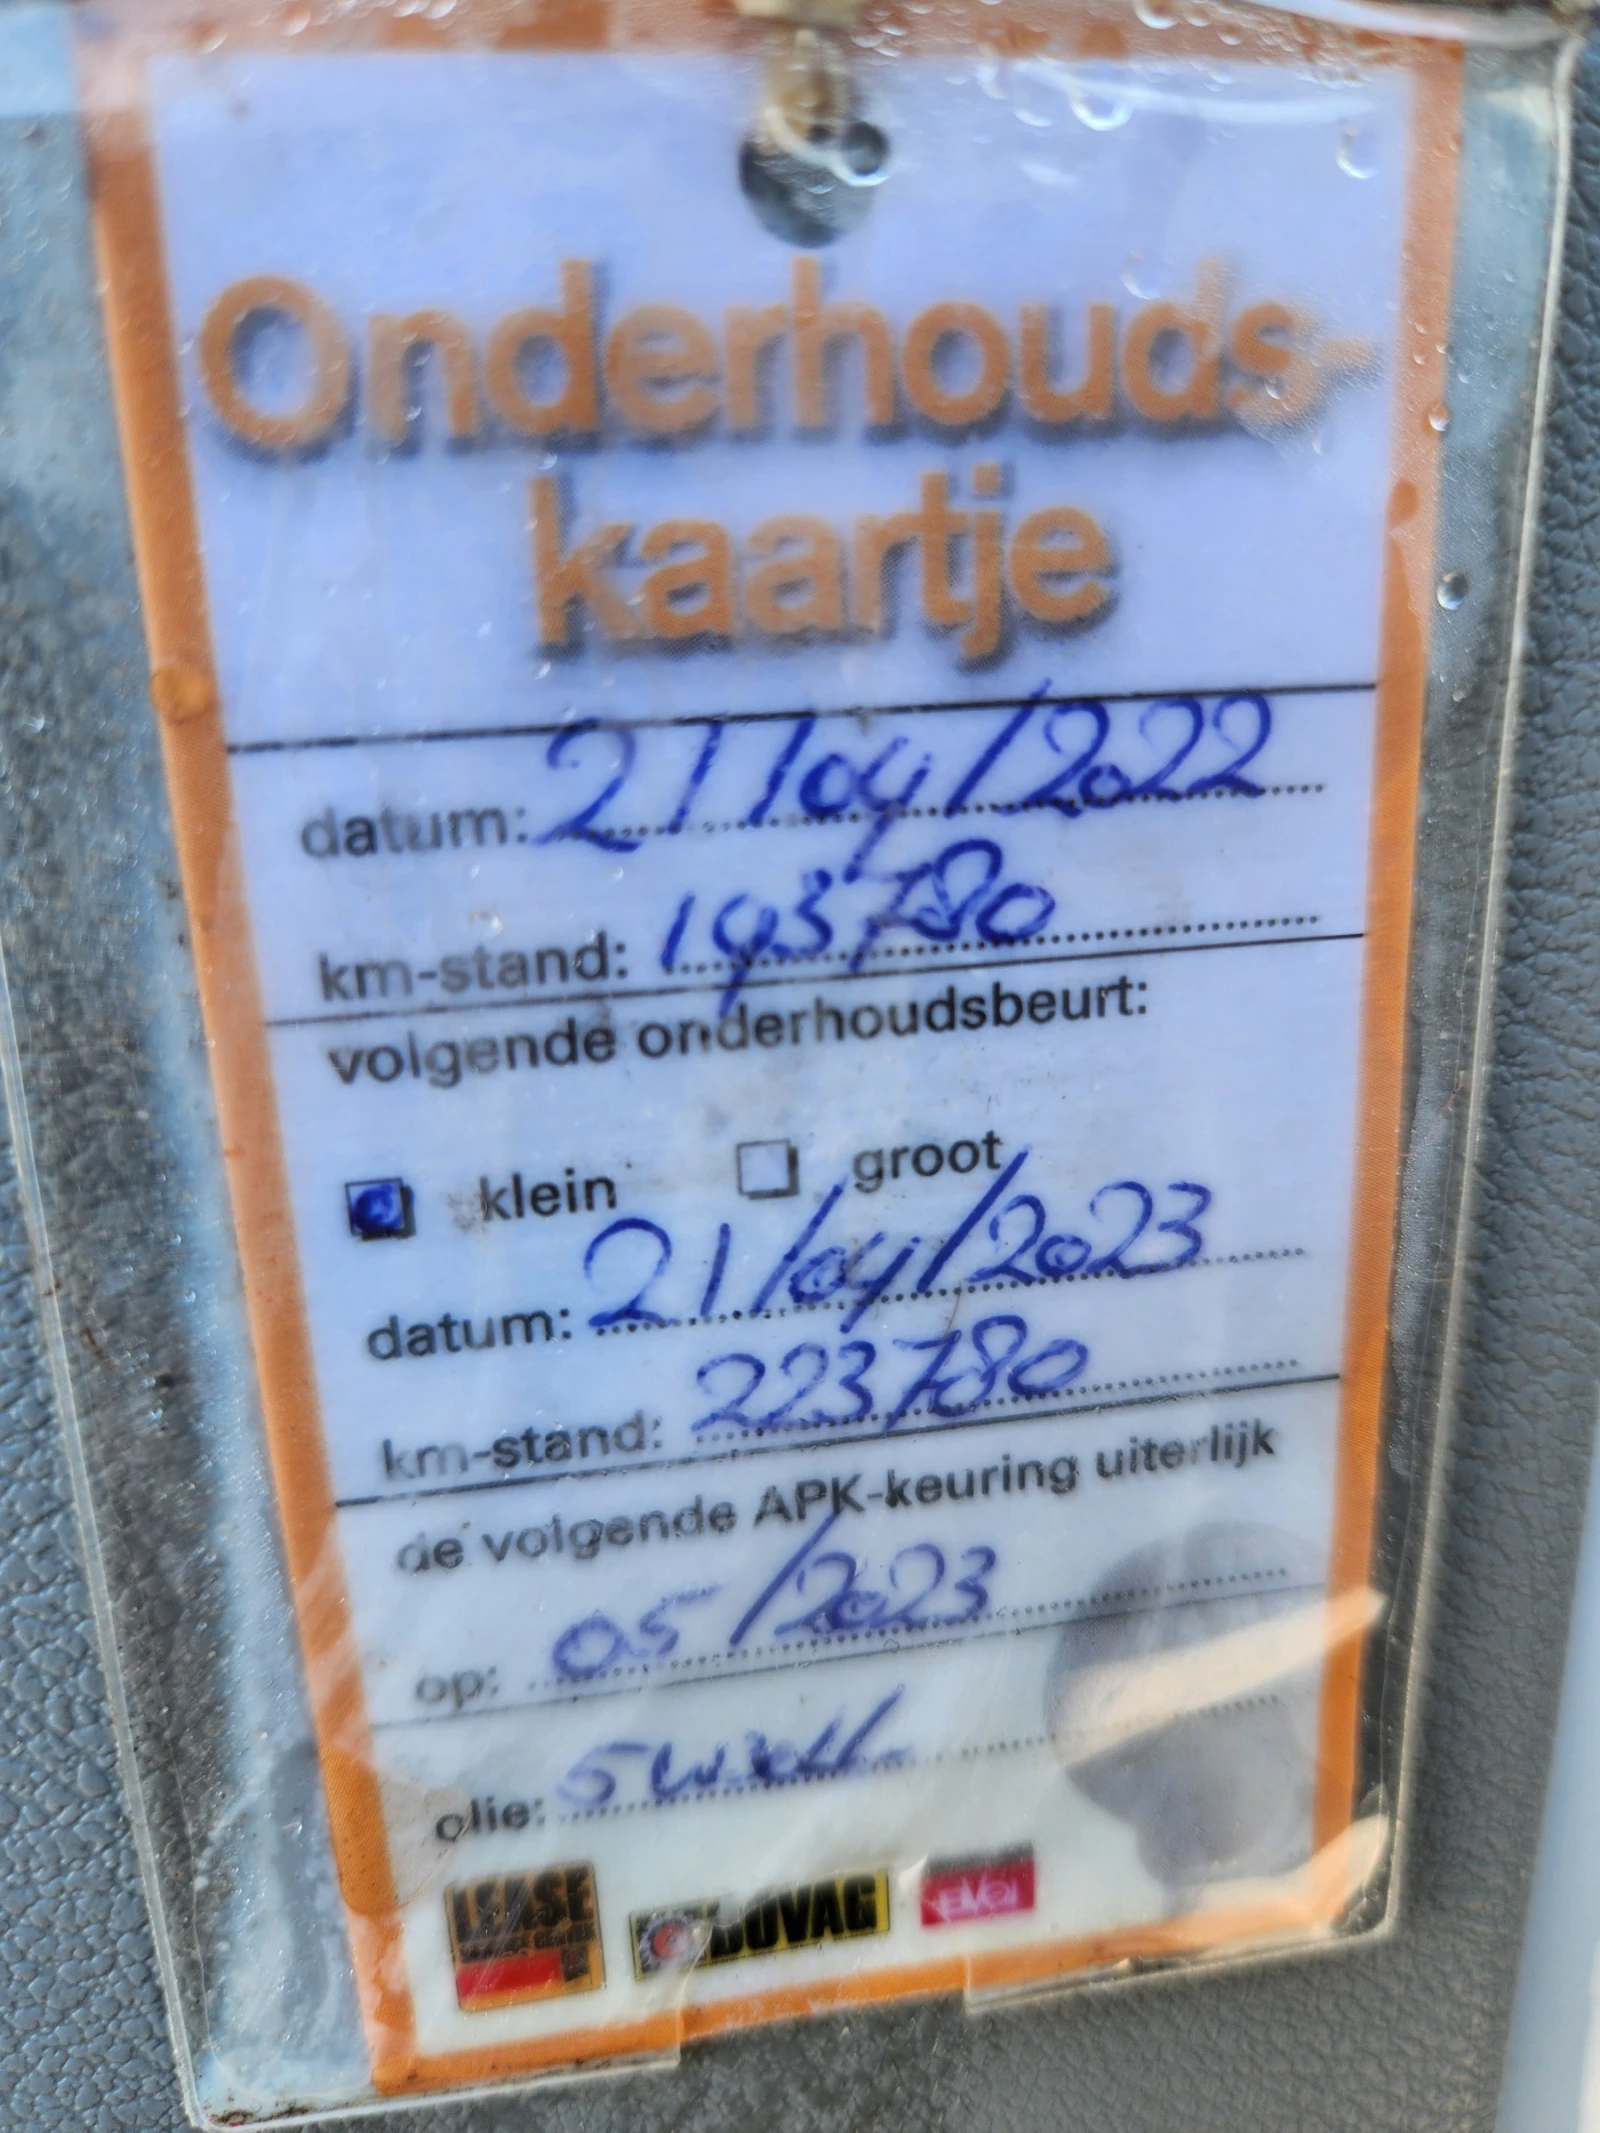 Onderhouds-
kaartje
datum: 21/04/2022
km-stand: 193780
volgende onderhoudsbeurt:
klein groot
datum: 21/04/2023
km-stand: 223780
de volgende APK-keuring uiterlijk
op: 05/2023
olie:
BOVAG